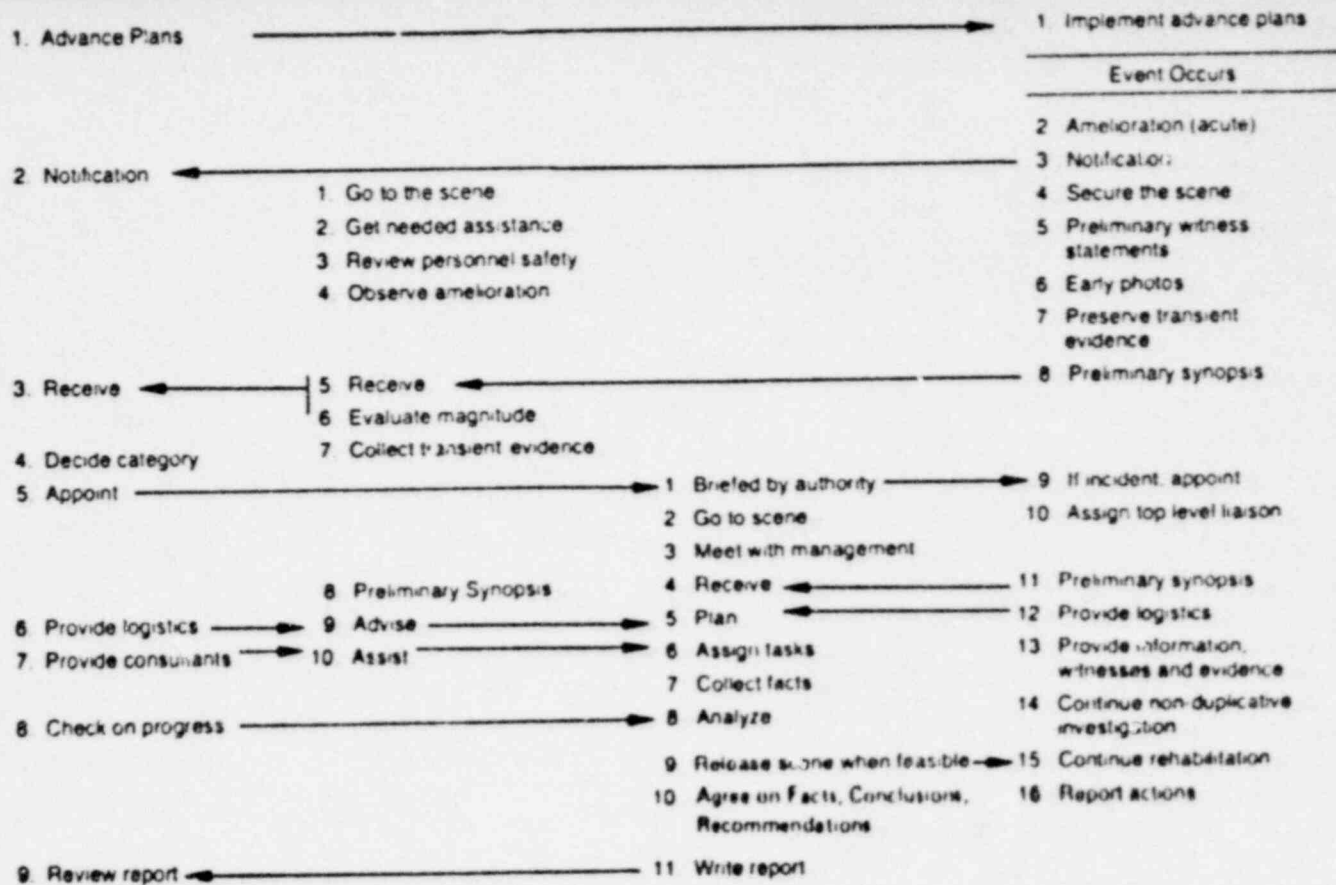 1. Advance Plans
1. Implement advance plans
Event Occurs
2 Amelioration (acute)
2. Notification
3 Notification
1. Go to the scene
4 Secure the scene
2. Get needed assistance
5 Preliminary witness
statements
3. Review personnel safety
4. Observe amelioration
6 Early photos
7 Preserve transient
evidence
3. Receive
5 Receive
8 Preliminary synopsis
6 Evaluate magnitude
7 Collect transient evidence
4. Decide category
5. Appoint
1 Briefed by authority
9 If incident, appoint
2 Go to scene
10 Assign top level liaison
3 Meet with management
8 Preliminary Synopsis
4 Receive
11 Preliminary synopsis
6. Provide logistics
9 Advise
5 Plan
12 Provide logistics
7. Provide consultants
10 Assist
6 Assign tasks
13 Provide information,
witnesses and evidence
7 Collect facts
8. Check on progress
8 Analyze
14 Continue non-duplicative
investigation
9 Release scene when feasible
15 Continue rehabilitation
10 Agree on Facts, Conclusions,
Recommendations
16 Report actions
9. Review report
11 Write report